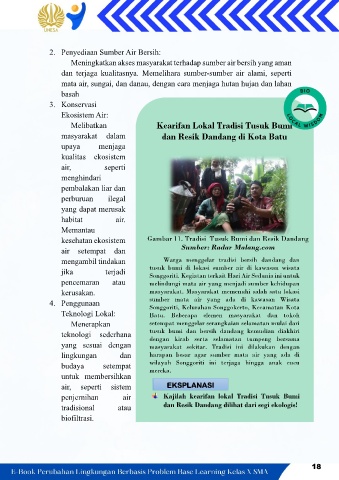 UNESA
2. Penyediaan Sumber Air Bersih:
Meningkatkan akses masyarakat terhadap sumber air bersih yang aman
dan terjaga kualitasnya. Memelihara sumber-sumber air alami, seperti
mata air, sungai, dan danau, dengan cara menjaga hutan hujan dan lahan
basah
3. Konservasi
Ekosistem Air:
Melibatkan
masyarakat dalam
upaya menjaga
kualitas ekosistem
air, seperti
menghindari
pembalakan liar dan
perburuan ilegal
yang dapat merusak
habitat air.
Memantau
kesehatan ekosistem
air setempat dan
mengambil tindakan
jika terjadi
pencemaran atau
kerusakan.
4. Penggunaan
Teknologi Lokal:
Menerapkan
teknologi sederhana
yang sesuai dengan
lingkungan dan
budaya setempat
untuk membersihkan
air, seperti sistem
penjernihan air
tradisional atau
biofiltrasi.
BIO
LOCAL WISDOM
Kearifan Lokal Tradisi Tusuk Bumi
dan Resik Dandang di Kota Batu
Gambar 11. Tradisi Tusuk Bumi dan Resik Dandang
Sumber: Radar Malang.com
Warga menggelar tradisi bersih dandang dan
tusuk bumi di lokasi sumber air di kawasan wisata
Songgoriti. Kegiatan terkait Hari Air Sedunia ini untuk
melindungi mata air yang menjadi sumber kehidupan
masyarakat. Masyarakat memenuhi salah satu lokasi
sumber mata air yang ada di kawasan Wisata
Songgoriti, Kelurahan Songgokerto, Kecamatan Kota
Batu. Beberapa elemen masyarakat dan tokoh
setempat menggelar serangkaian selamatan mulai dari
tusuk bumi dan bersih dandang kemudian diakhiri
dengan kirab serta selamatan tumpeng bersama
masyarakat sekitar. Tradisi ini dilakukan dengan
harapan besar agar sumber mata air yang ada di
wilayah Songgoriti ini terjaga hingga anak cucu
mereka.
EKSPLANASI
Kajilah kearifan lokal Tradisi Tusuk Bumi
dan Resik Dandang dilihat dari segi ekologis!
18
E-Book Perubahan Lingkungan Berbasis Problem Base Learning Kelas X SMA